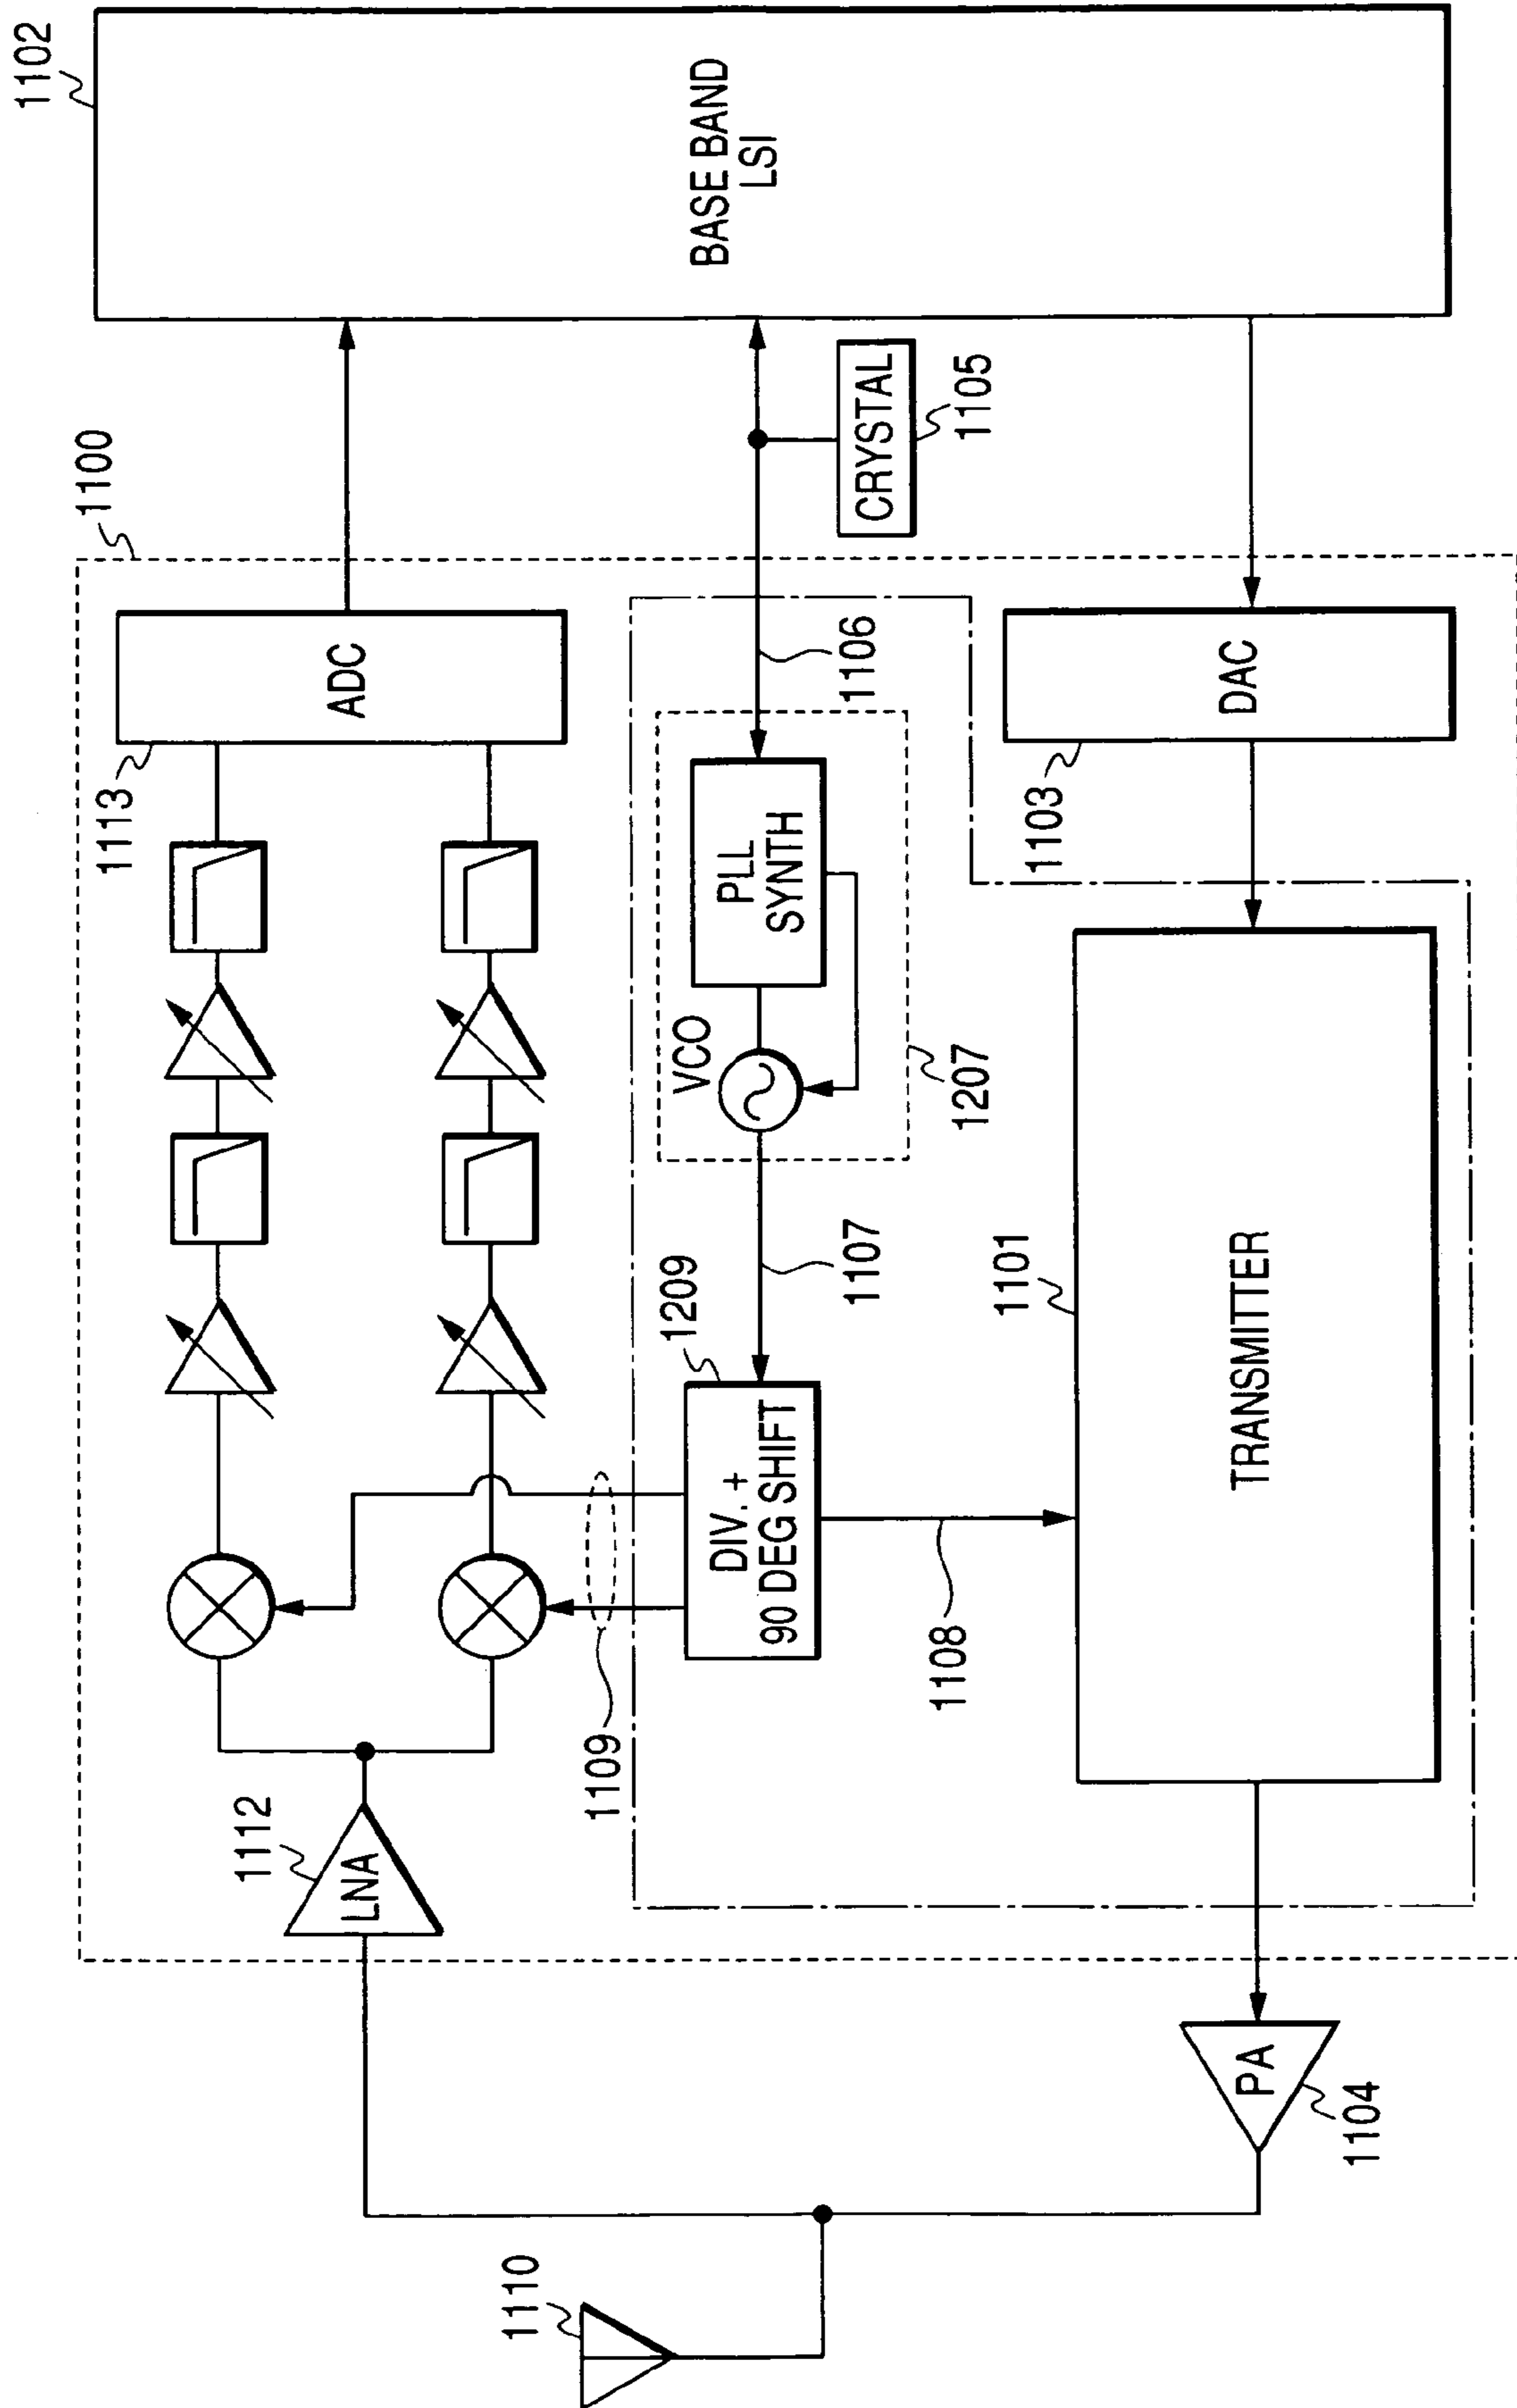 1102
BASE BAND
LSI
1100
CRYSTAL
1105
ADC
1113
1106
DAC
1103
PLL
SYNTH
VCO
1207
1107
1209
DIV. +
90 DEG SHIFT
1101
TRANSMITTER
1108
1109
1112
LNA
PA
1104
1110